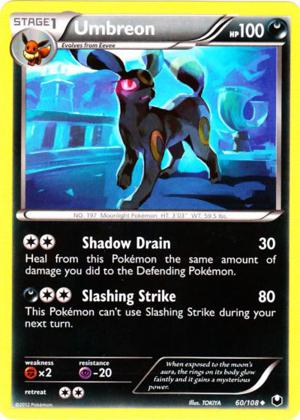 STAGE1 Umbreon HP100
Evolves from Eevee
NO. 197 Moonlight Pokémon HT. 3'03" WT. 59.5 lbs.
Shadow Drain 30
Heal from this Pokémon the same amount of
damage you did to the Defending Pokémon.
Slashing Strike 80
This Pokémon can't use Slashing Strike during your
next turn.
weakness resistance
×2 -20
retreat
When exposed to the moon's
aura, the rings on its body glow
faintly and it gains a mysterious
power.
Illus. TOKIYA 60/108
©2012 Pokémon